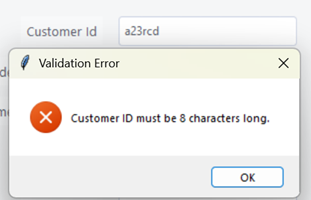 Customer Id a23rcd
Validation Error
Customer ID must be 8 characters long.
OK